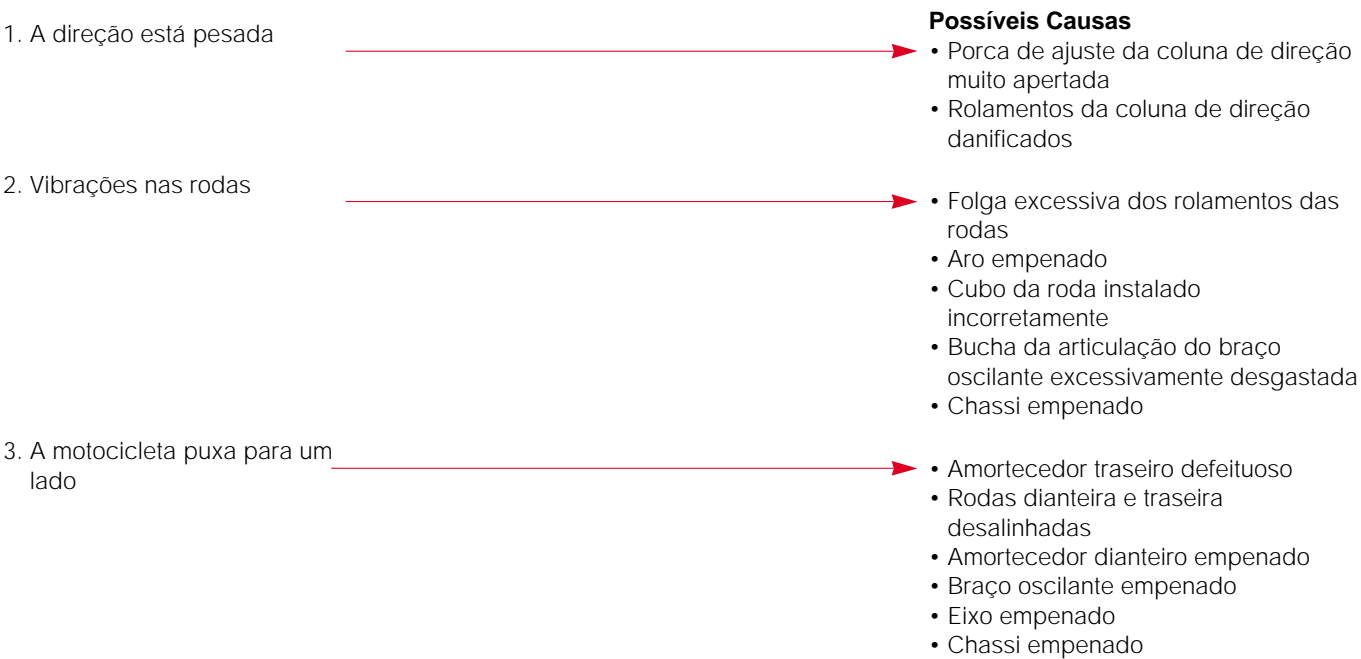 1. A direção está pesada
Possíveis Causas
• Porca de ajuste da coluna de direção
muito apertada
• Rolamentos da coluna de direção
danificados
2. Vibrações nas rodas
• Folga excessiva dos rolamentos das
rodas
• Aro empenado
• Cubo da roda instalado
incorretamente
• Bucha da articulação do braço
oscilante excessivamente desgastada
• Chassi empenado
3. A motocicleta puxa para um
lado
• Amortecedor traseiro defeituoso
• Rodas dianteira e traseira
desalinhadas
• Amortecedor dianteiro empenado
• Braço oscilante empenado
• Eixo empenado
• Chassi empenado